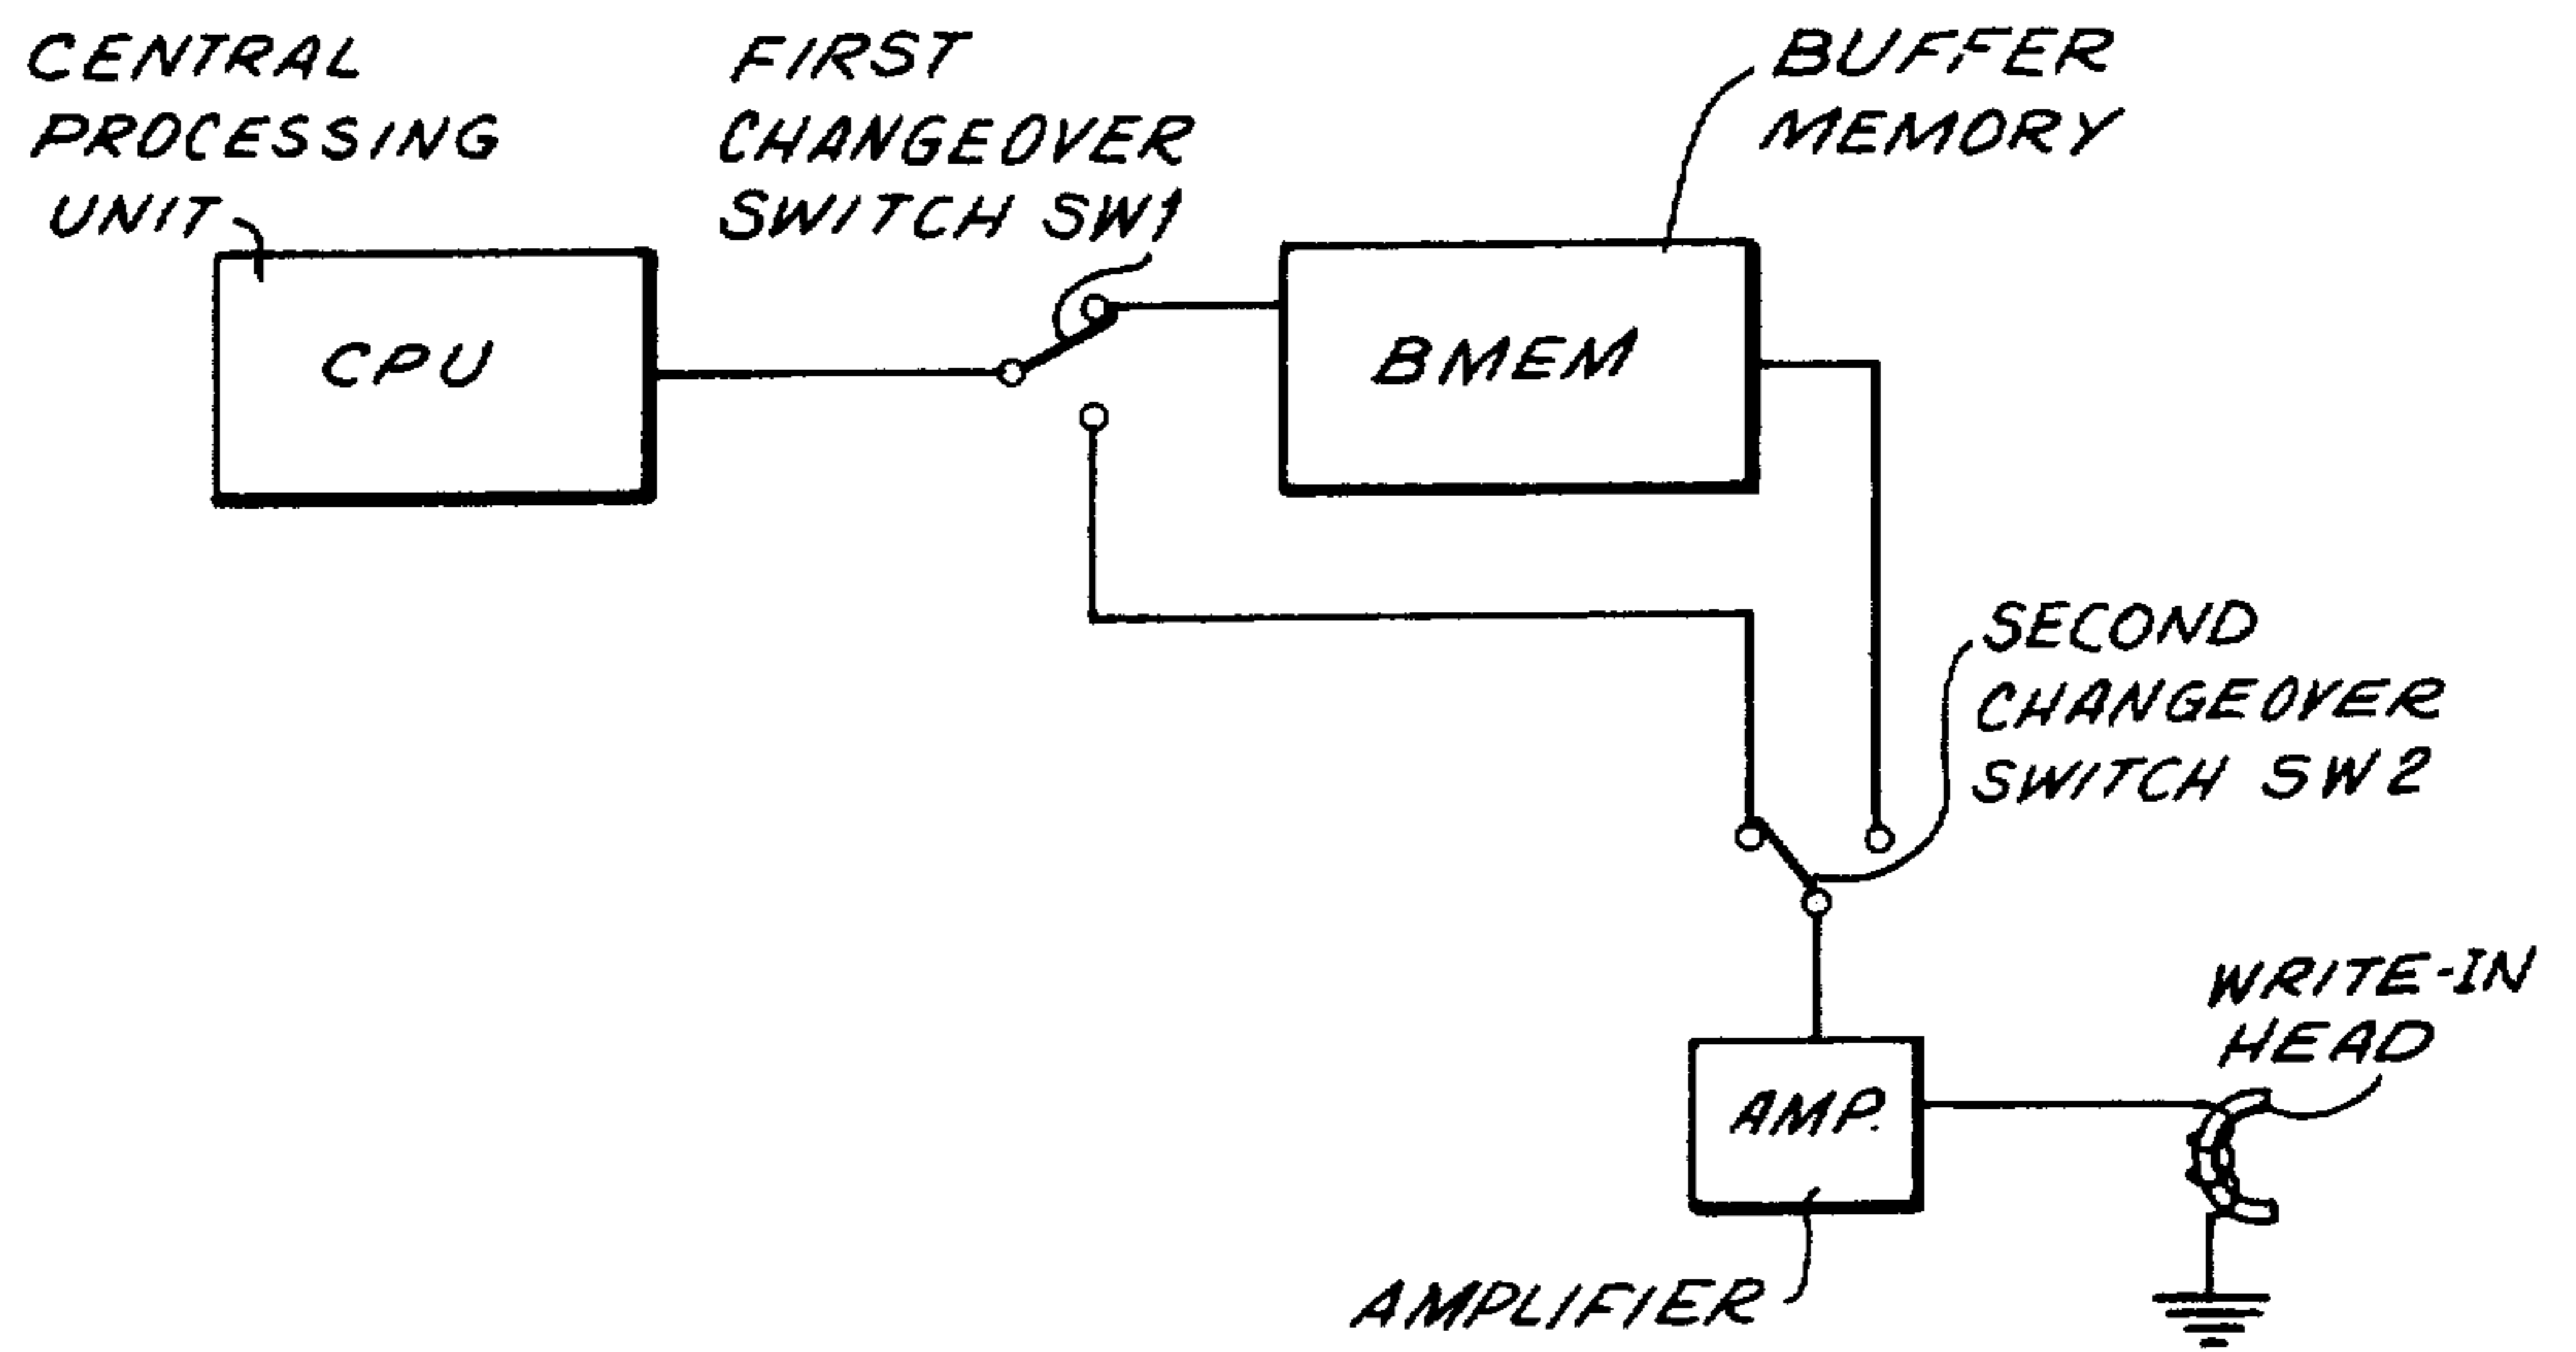 CENTRAL
PROCESSING
UNIT
CPU
FIRST
CHANGEOVER
SWITCH SW1
BUFFER
MEMORY
BMEM
SECOND
CHANGEOVER
SWITCH SW2
WRITE-IN
HEAD
AMP.
AMPLIFIER